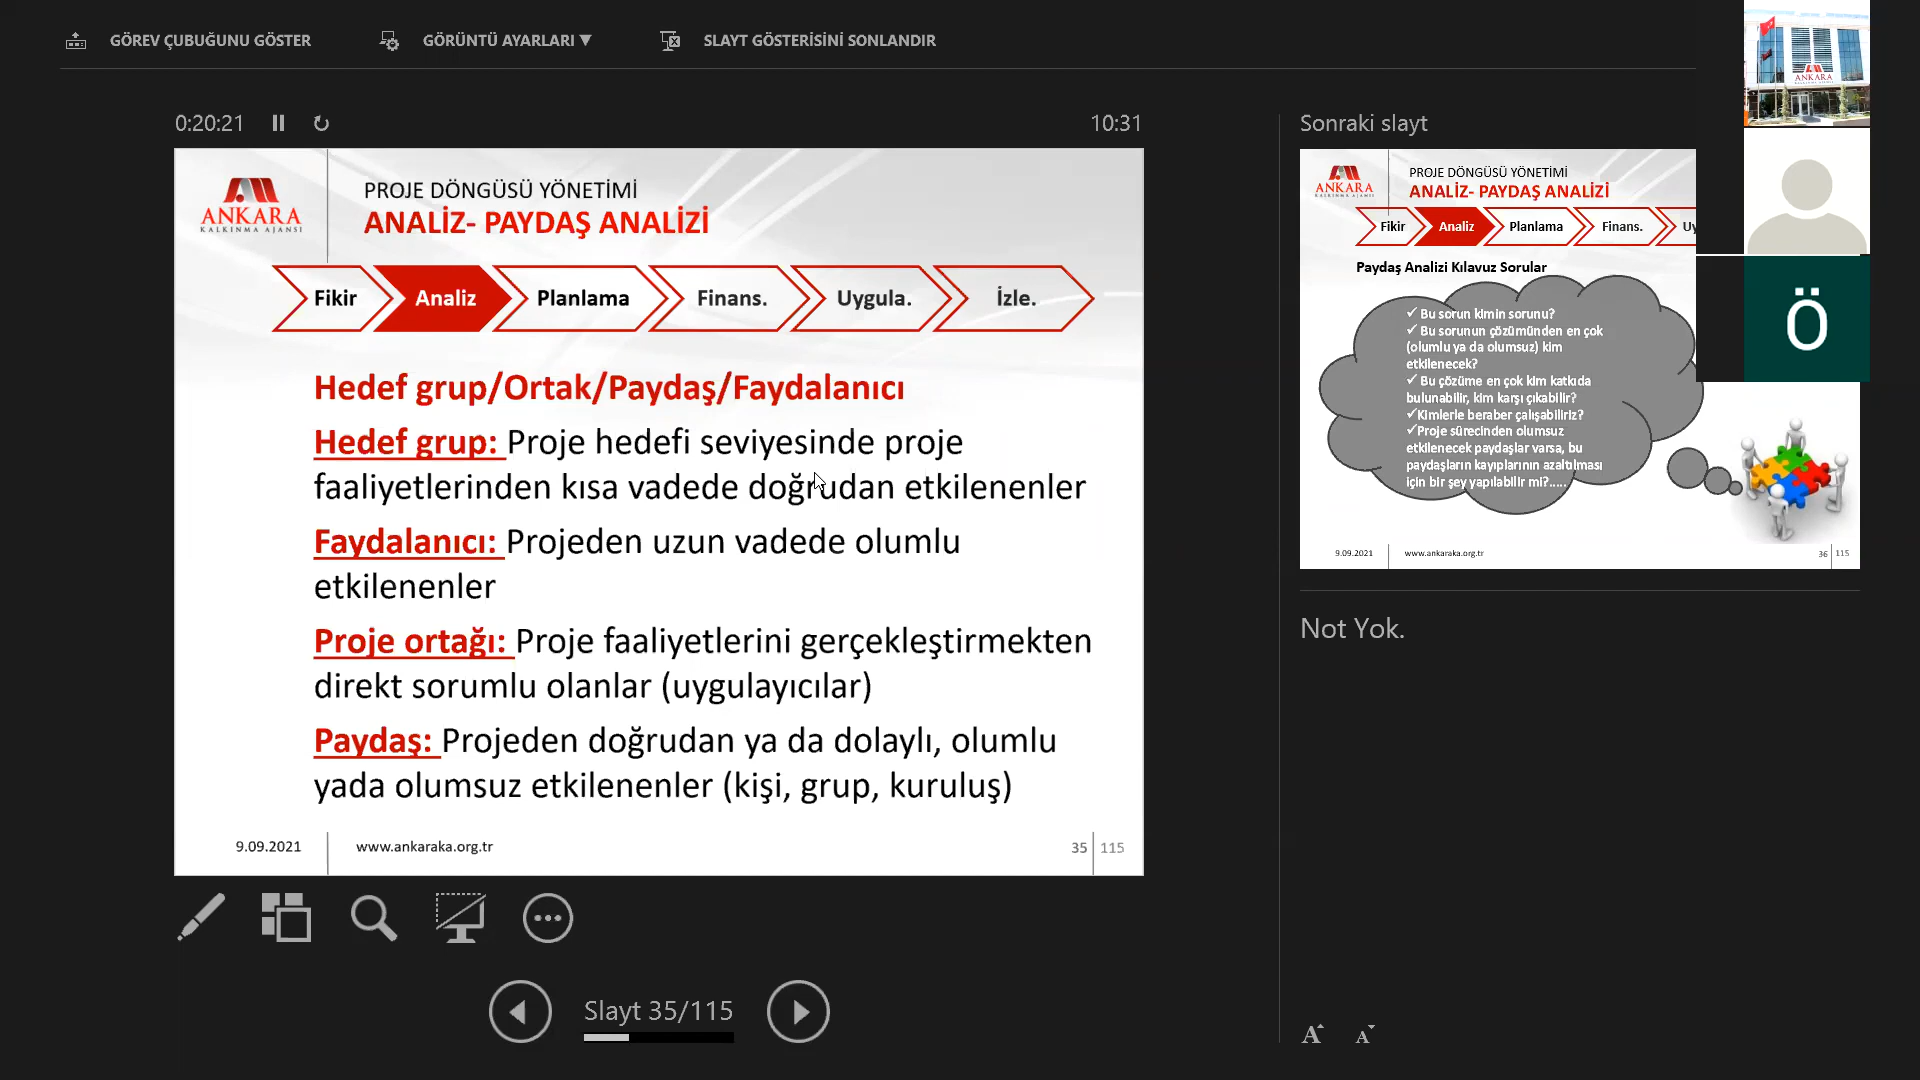 GÖREV ÇUBUĞUNU GÖSTER
GÖRÜNTÜ AYARLARI ▼
SLAYT GÖSTERİSİNİ SONLANDIR
0:20:21
10:31
ANKARA
KALKINMA AJANSI
PROJE DÖNGÜSÜ YÖNETİMİ
ANALİZ- PAYDAŞ ANALİZİ
Fikir
Analiz
Planlama
Finans.
Uygula.
İzle.
Hedef grup/Ortak/Paydaş/Faydalanıcı
Hedef grup: Proje hedefi seviyesinde proje
faaliyetlerinden kısa vadede doğrudan etkilenenler
Faydalanıcı: Projeden uzun vadede olumlu
etkilenenler
Proje ortağı: Proje faaliyetlerini gerçekleştirmekten
direkt sorumlu olanlar (uygulayıcılar)
Paydaş: Projeden doğrudan ya da dolaylı, olumlu
yada olumsuz etkilenenler (kişi, grup, kuruluş)
9.09.2021
www.ankaraka.org.tr
35
115
Slayt 35/115
Sonraki slayt
ANKARA
KALKINMA AJANSI
PROJE DÖNGÜSÜ YÖNETİMİ
ANALİZ- PAYDAŞ ANALİZİ
Fikir
Analiz
Planlama
Finans.
Uy
Paydaş Analizi Kılavuz Sorular
✓ Bu sorun kimin sorunu?
✓ Bu sorunun çözümünden en çok
(olumlu ya da olumsuz) kim
etkilenecek?
✓ Bu çözüme en çok kim katkıda
bulunabilir, kim karşı çıkabilir?
✓Kimlerle beraber çalışabiliriz?
✓Proje sürecinden olumsuz
etkilenecek paydaşlar varsa, bu
paydaşların kayıplarının azaltılması
için bir şey yapılabilir mi?.....
9.09.2021
www.ankaraka.org.tr
36
115
Not Yok.
A
A
ANKARA
Ö